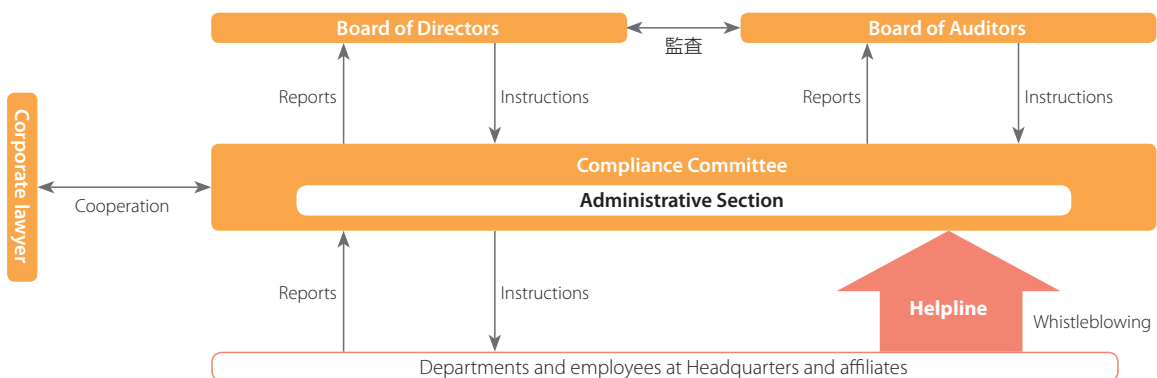 Board of Directors
監査
Board of Auditors
Reports
Instructions
Reports
Instructions
Corporate lawyer
Cooperation
Compliance Committee
Administrative Section
Reports
Instructions
Helpline
Whistleblowing
Departments and employees at Headquarters and affiliates